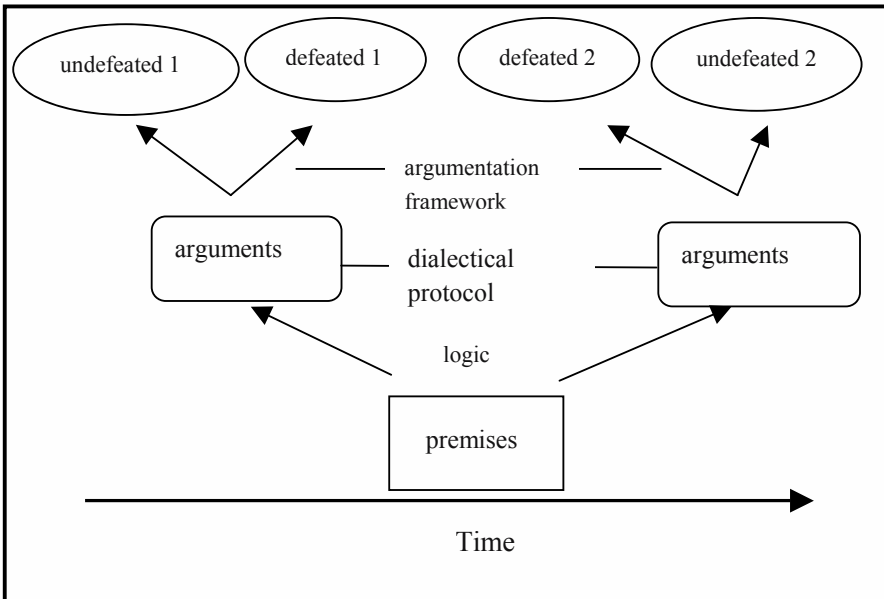 undefeated 1
defeated 1
defeated 2
undefeated 2
argumentation
framework
arguments
dialectical
protocol
arguments
logic
premises
Time